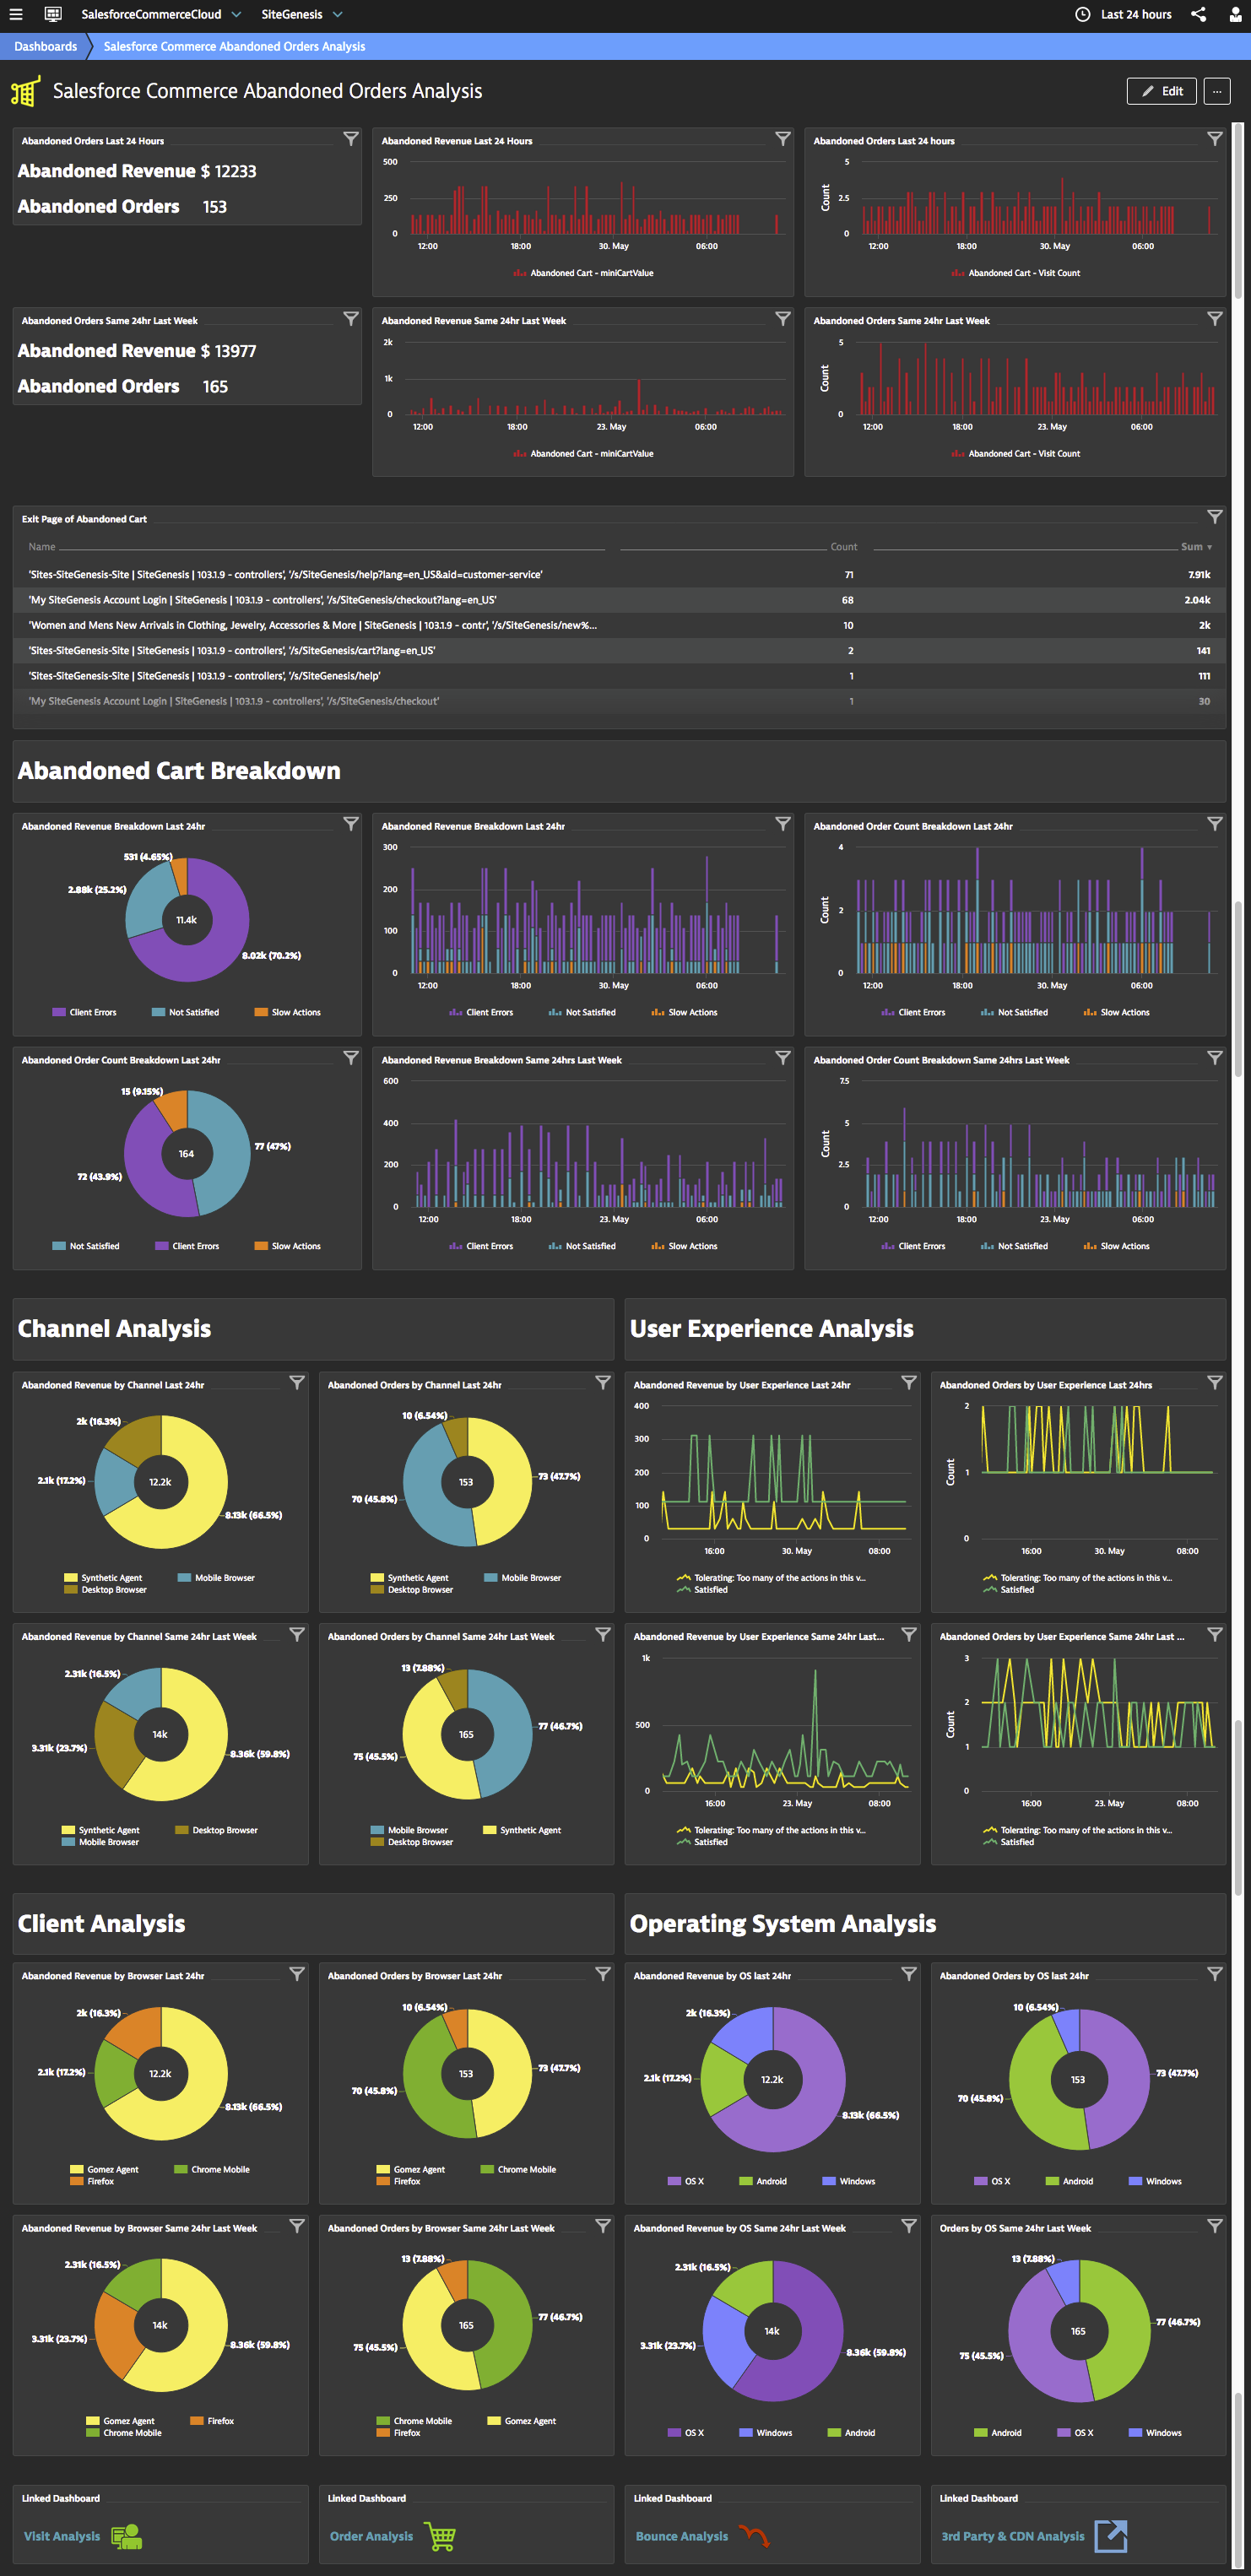 SalesforceCommerceCloud SiteGenesis Last 24 hours
Dashboards Salesforce Commerce Abandoned Orders Analysis
Salesforce Commerce Abandoned Orders Analysis Edit ...
Abandoned Orders Last 24 Hours
Abandoned Revenue $ 12233
Abandoned Orders 153
Abandoned Revenue Last 24 Hours
500
250
0
12:00 18:00 30. May 06:00
Abandoned Cart - miniCartValue
Abandoned Orders Last 24 hours
Count
5
2.5
0
12:00 18:00 30. May 06:00
Abandoned Cart - Visit Count
Abandoned Orders Same 24hr Last Week
Abandoned Revenue $ 13977
Abandoned Orders 165
Abandoned Revenue Same 24hr Last Week
2k
1k
0
12:00 18:00 23. May 06:00
Abandoned Cart - miniCartValue
Abandoned Orders Same 24hr Last Week
Count
5
0
12:00 18:00 23. May 06:00
Abandoned Cart - Visit Count
Exit Page of Abandoned Cart
Name Count Sum ▼
'Sites-SiteGenesis-Site | SiteGenesis | 103.1.9 - controllers', '/s/SiteGenesis/help?lang=en_US&aid=customer-service' 71 7.91k
'My SiteGenesis Account Login | SiteGenesis | 103.1.9 - controllers', '/s/SiteGenesis/checkout?lang=en_US' 68 2.04k
'Women and Mens New Arrivals in Clothing, Jewelry, Accessories & More | SiteGenesis | 103.1.9 - contr', '/s/SiteGenesis/new%... 10 2k
'Sites-SiteGenesis-Site | SiteGenesis | 103.1.9 - controllers', '/s/SiteGenesis/cart?lang=en_US' 2 141
'Sites-SiteGenesis-Site | SiteGenesis | 103.1.9 - controllers', '/s/SiteGenesis/help' 1 111
'My SiteGenesis Account Login | SiteGenesis | 103.1.9 - controllers', '/s/SiteGenesis/checkout' 1 30
Abandoned Cart Breakdown
Abandoned Revenue Breakdown Last 24hr
531 (4.65%)
2.88k (25.2%)
11.4k
8.02k (70.2%)
Client Errors Not Satisfied Slow Actions
Abandoned Revenue Breakdown Last 24hr
300
200
100
0
12:00 18:00 30. May 06:00
Client Errors Not Satisfied Slow Actions
Abandoned Order Count Breakdown Last 24hr
Count
4
2
0
12:00 18:00 30. May 06:00
Client Errors Not Satisfied Slow Actions
Abandoned Order Count Breakdown Last 24hr
15 (9.15%)
77 (47%)
164
72 (43.9%)
Not Satisfied Client Errors Slow Actions
Abandoned Revenue Breakdown Same 24hrs Last Week
600
400
200
0
12:00 18:00 23. May 06:00
Client Errors Not Satisfied Slow Actions
Abandoned Order Count Breakdown Same 24hrs Last Week
Count
7.5
5
2.5
0
12:00 18:00 23. May 06:00
Client Errors Not Satisfied Slow Actions
Channel Analysis
User Experience Analysis
Abandoned Revenue by Channel Last 24hr
2k (16.3%)
2.1k (17.2%)
12.2k
8.13k (66.5%)
Synthetic Agent Mobile Browser
Desktop Browser
Abandoned Orders by Channel Last 24hr
10 (6.54%)
73 (47.7%)
153
70 (45.8%)
Synthetic Agent Mobile Browser
Desktop Browser
Abandoned Revenue by User Experience Last 24hr
400
300
200
100
0
16:00 30. May 08:00
Tolerating: Too many of the actions in this v...
Satisfied
Abandoned Orders by User Experience Last 24hrs
Count
2
1
0
16:00 30. May 08:00
Tolerating: Too many of the actions in this v...
Satisfied
Abandoned Revenue by Channel Same 24hr Last Week
2.31k (16.5%)
14k
3.31k (23.7%)
8.36k (59.8%)
Synthetic Agent Desktop Browser
Mobile Browser
Abandoned Orders by Channel Same 24hr Last Week
13 (7.88%)
77 (46.7%)
165
75 (45.5%)
Mobile Browser Synthetic Agent
Desktop Browser
Abandoned Revenue by User Experience Same 24hr Last...
1k
500
0
16:00 23. May 08:00
Tolerating: Too many of the actions in this v...
Satisfied
Abandoned Orders by User Experience Same 24hr Last ...
Count
3
2
1
0
16:00 23. May 08:00
Tolerating: Too many of the actions in this v...
Satisfied
Client Analysis
Operating System Analysis
Abandoned Revenue by Browser Last 24hr
2k (16.3%)
2.1k (17.2%)
12.2k
8.13k (66.5%)
Gomez Agent Chrome Mobile
Firefox
Abandoned Orders by Browser Last 24hr
10 (6.54%)
73 (47.7%)
153
70 (45.8%)
Gomez Agent Chrome Mobile
Firefox
Abandoned Revenue by OS last 24hr
2k (16.3%)
2.1k (17.2%)
12.2k
8.13k (66.5%)
OS X Android Windows
Abandoned Orders by OS last 24hr
10 (6.54%)
73 (47.7%)
153
70 (45.8%)
OS X Android Windows
Abandoned Revenue by Browser Same 24hr Last Week
2.31k (16.5%)
14k
3.31k (23.7%)
8.36k (59.8%)
Gomez Agent Firefox
Chrome Mobile
Abandoned Orders by Browser Same 24hr Last Week
13 (7.88%)
77 (46.7%)
165
75 (45.5%)
Chrome Mobile Gomez Agent
Firefox
Abandoned Revenue by OS Same 24hr Last Week
2.31k (16.5%)
14k
3.31k (23.7%)
8.36k (59.8%)
OS X Windows Android
Orders by OS Same 24hr Last Week
13 (7.88%)
77 (46.7%)
165
75 (45.5%)
Android OS X Windows
Linked Dashboard
Visit Analysis
Linked Dashboard
Order Analysis
Linked Dashboard
Bounce Analysis
Linked Dashboard
3rd Party & CDN Analysis